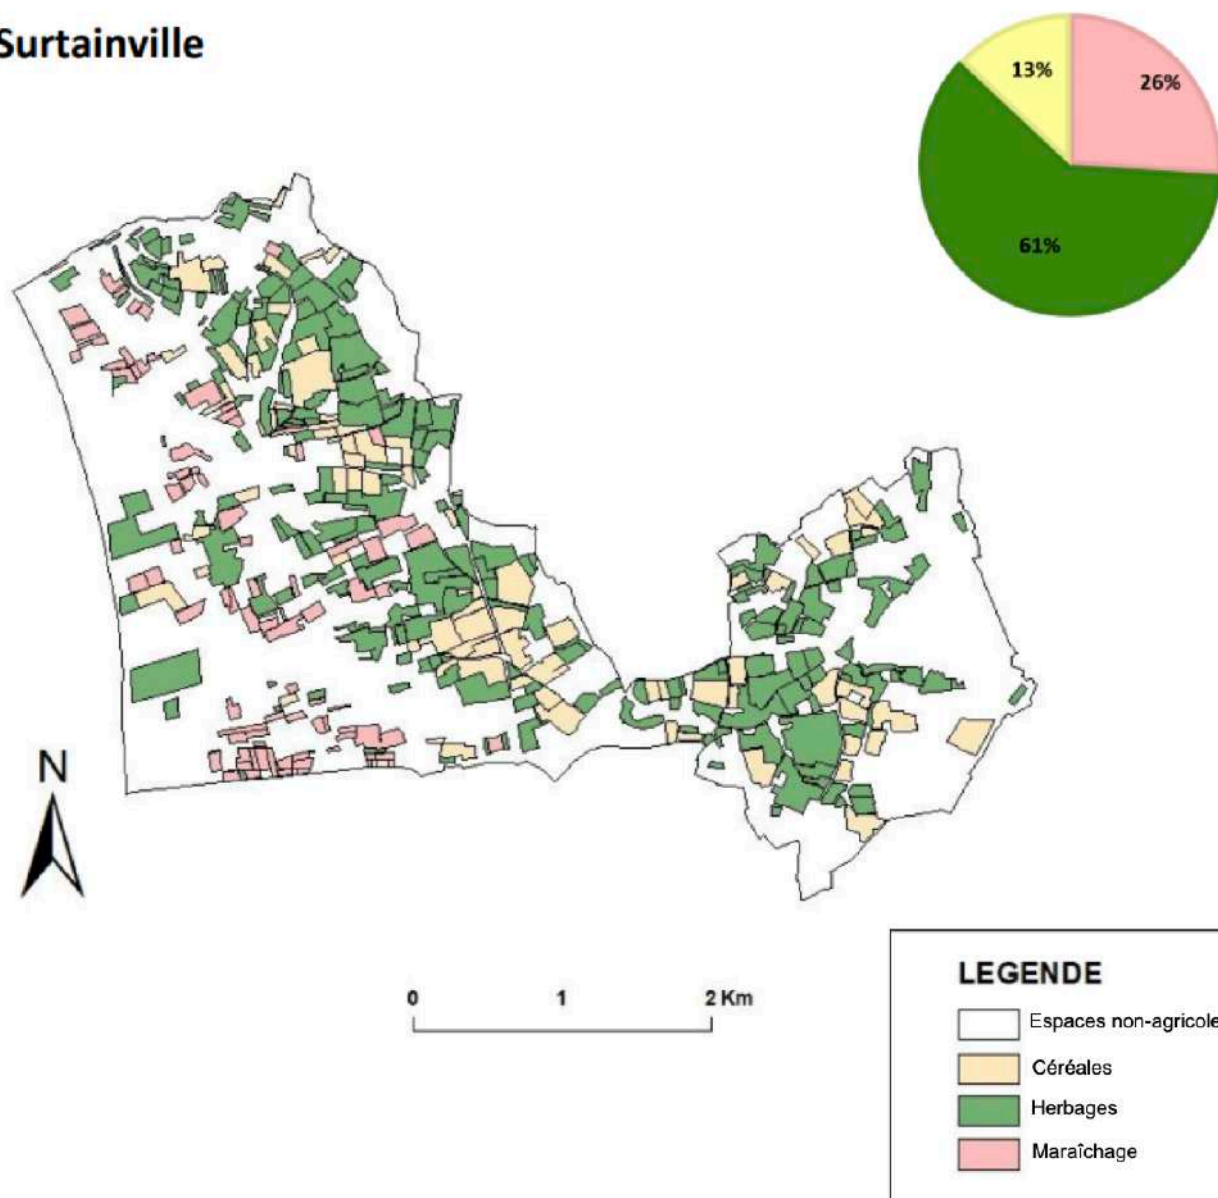 Surtainville
13%
26%
61%
N
0 1 2 Km
LEGENDE
Espaces non-agricole
Céréales
Herbages
Maraîchage